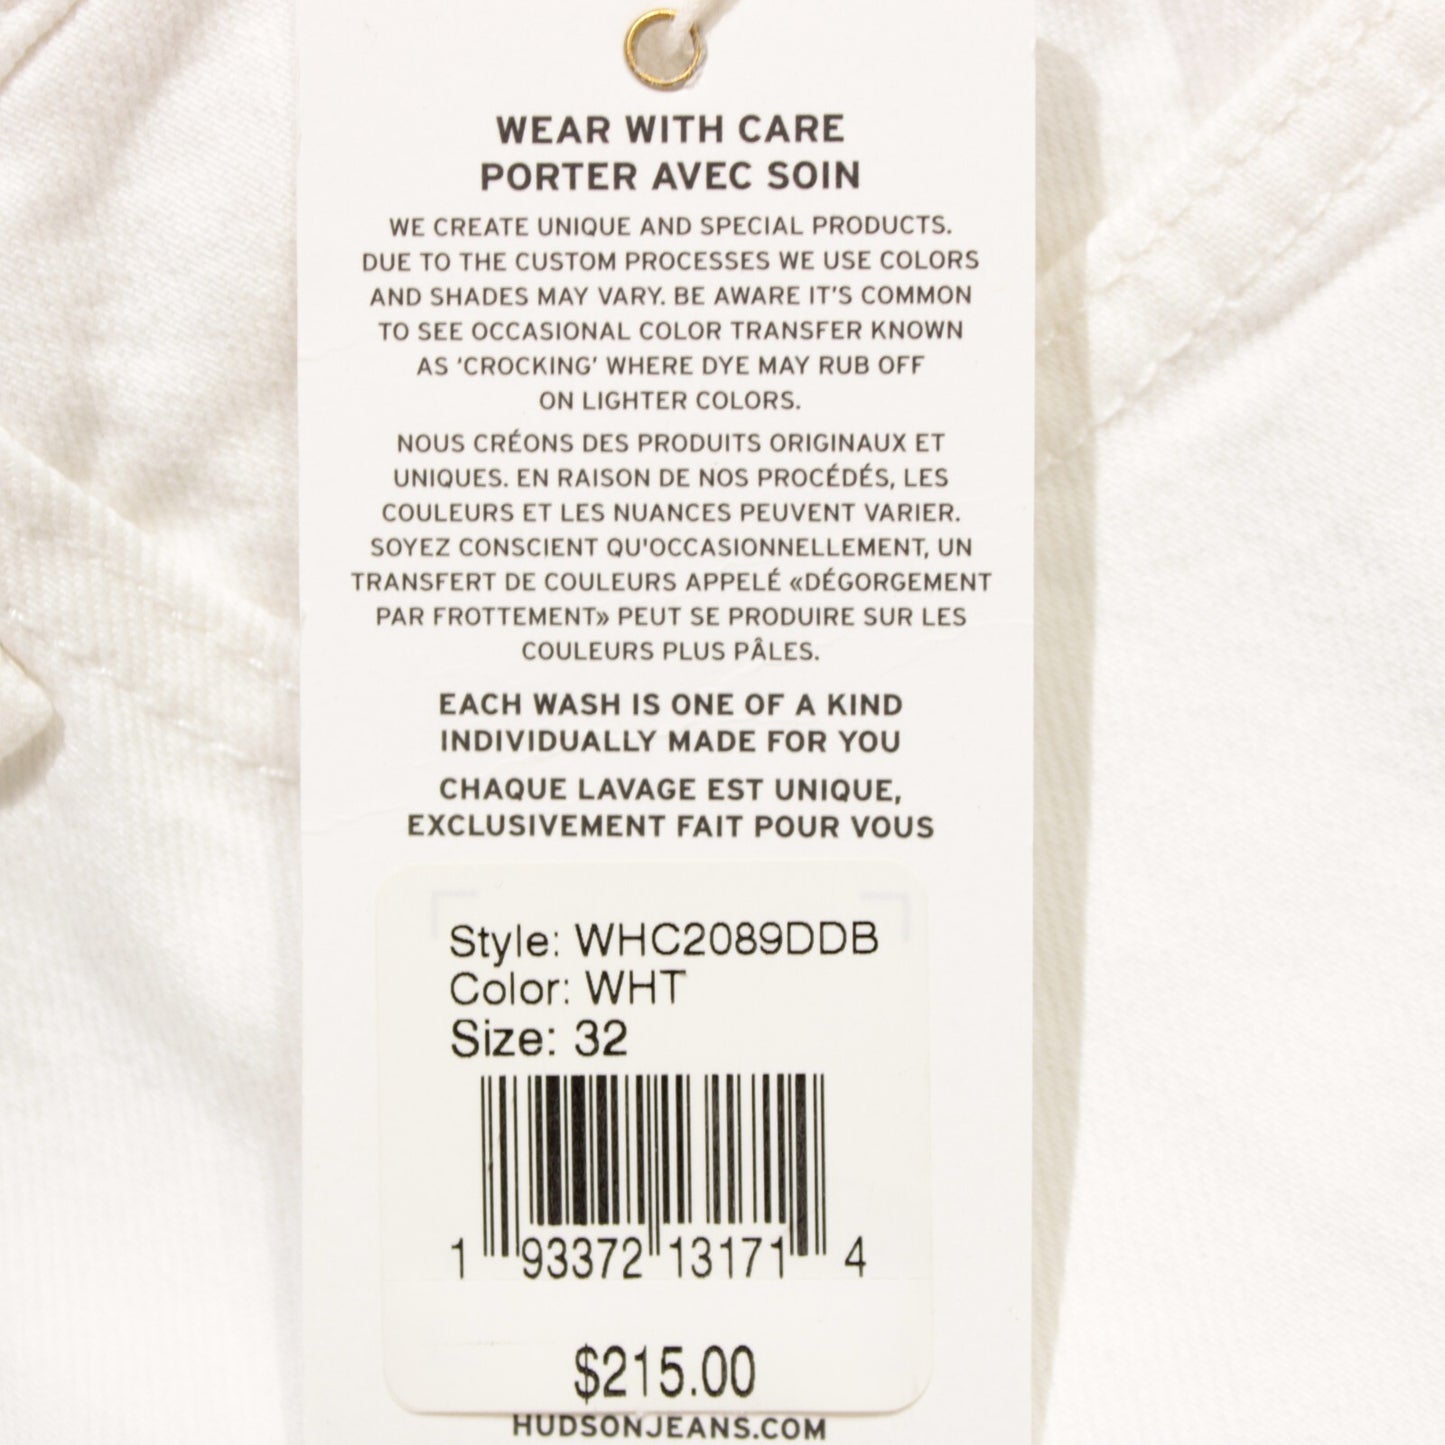 WEAR WITH CARE
PORTER AVEC SOIN
WE CREATE UNIQUE AND SPECIAL PRODUCTS.
DUE TO THE CUSTOM PROCESSES WE USE COLORS
AND SHADES MAY VARY. BE AWARE IT'S COMMON
TO SEE OCCASIONAL COLOR TRANSFER KNOWN
AS ‘CROCKING’ WHERE DYE MAY RUB OFF
ON LIGHTER COLORS.
NOUS CRÉONS DES PRODUITS ORIGINAUX ET
UNIQUES. EN RAISON DE NOS PROCÉDÉS, LES
COULEURS ET LES NUANCES PEUVENT VARIER.
SOYEZ CONSCIENT QU'OCCASIONNELLEMENT, UN
TRANSFERT DE COULEURS APPELÉ «DÉGORGEMENT
PAR FROTTEMENT» PEUT SE PRODUIRE SUR LES
COULEURS PLUS PÂLES.
EACH WASH IS ONE OF A KIND
INDIVIDUALLY MADE FOR YOU
CHAQUE LAVAGE EST UNIQUE,
EXCLUSIVEMENT FAIT POUR VOUS
Style: WHC2089DDB
Color: WHT
Size: 32
1 93372 13171 4
$215.00
HUDSONJEANS.COM